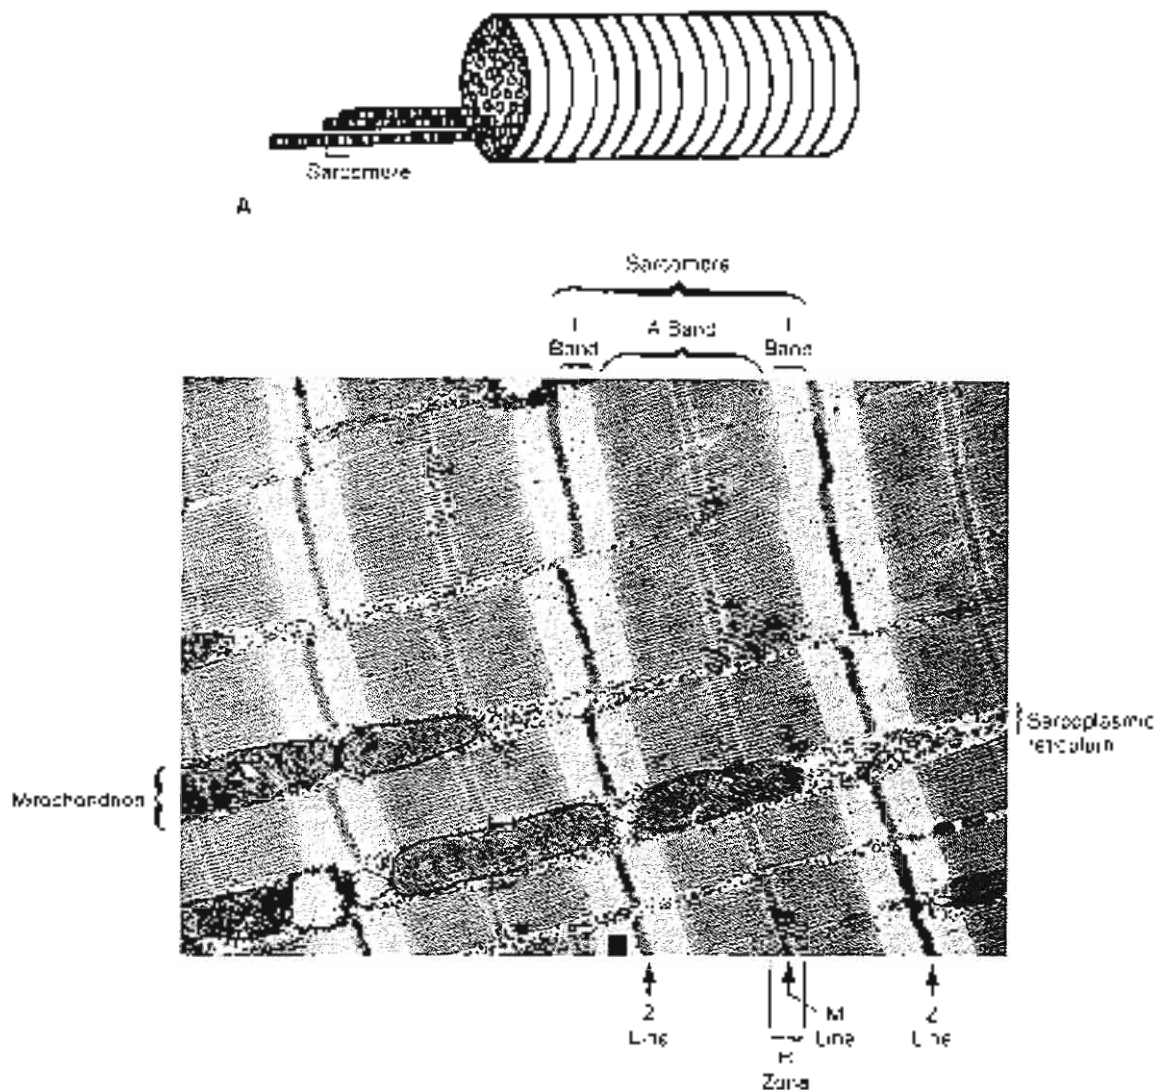 Sarcomere
A
Sarcomere
I
Band
A Band
I
Band
Sarcoplasmic
reticulum
Mitochondrion
Z
Line
M
Line
Z
Line
H
Zone